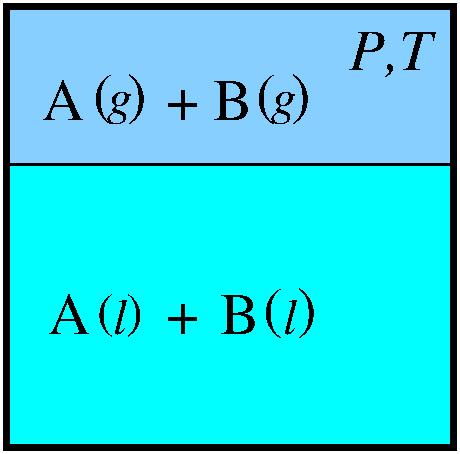 P,T
A(g) + B(g)
A(l) + B(l)